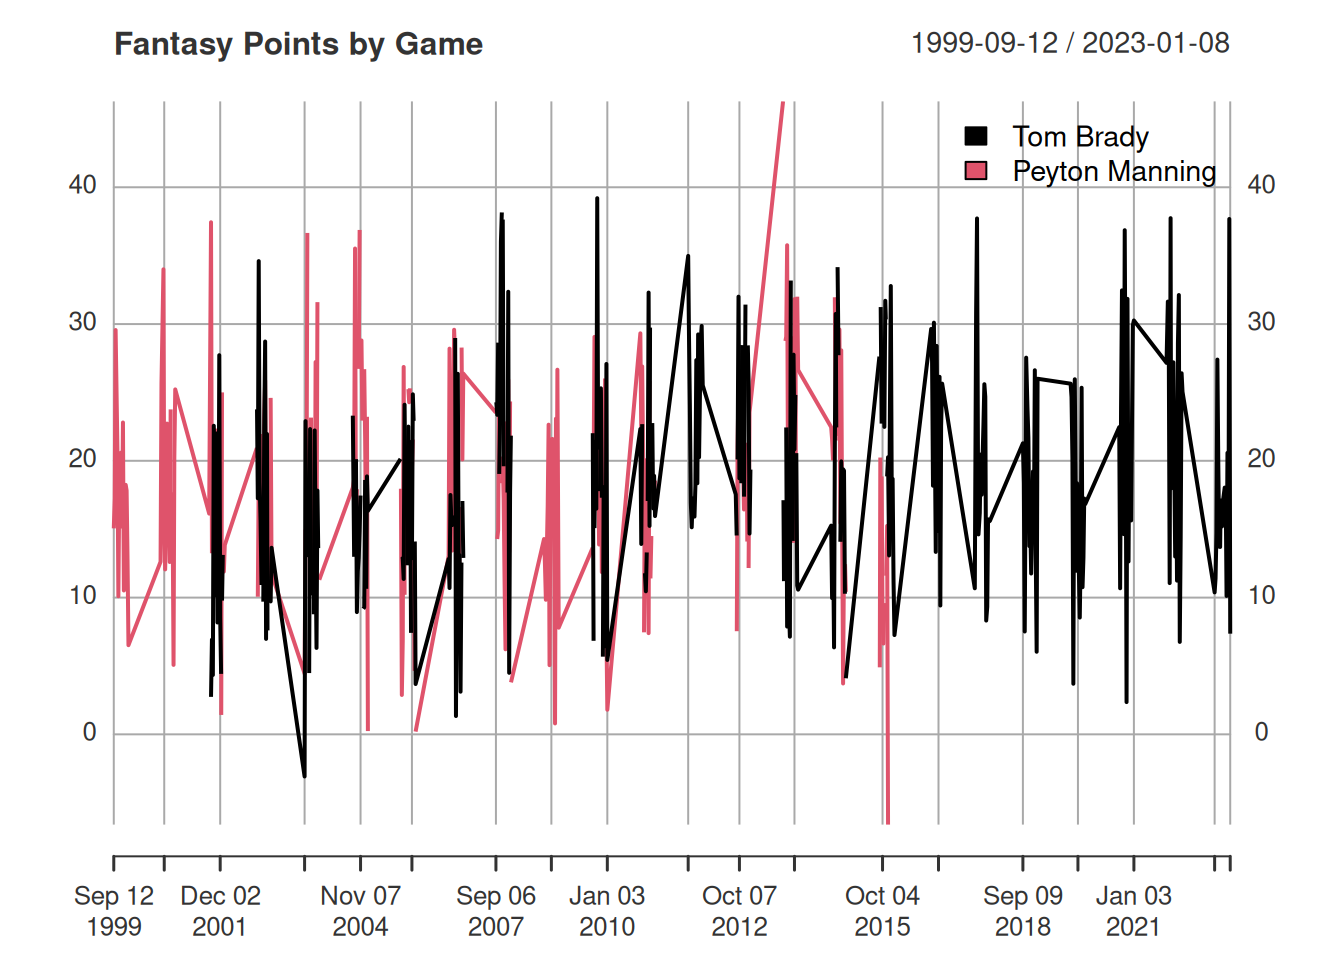 Fantasy Points by Game
1999-09-12 / 2023-01-08
Tom Brady
Peyton Manning
40
40
30
30
20
20
10
10
0
0
Sep 12 Dec 02 Nov 07 Sep 06 Jan 03 Oct 07 Oct 04 Sep 09 Jan 03
1999 2001 2004 2007 2010 2012 2015 2018 2021